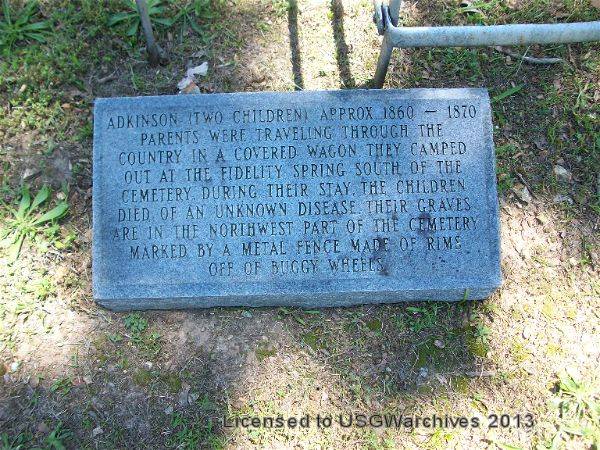 ADKINSON (TWO CHILDREN) APPROX 1860 — 1870
PARENTS WERE TRAVELING THROUGH THE
COUNTRY IN A COVERED WAGON THEY CAMPED
OUT AT THE FIDELITY SPRING SOUTH OF THE
CEMETERY. DURING THEIR STAY, THE CHILDREN
DIED, OF AN UNKNOWN DISEASE. THEIR GRAVES
ARE IN THE NORTHWEST PART OF THE CEMETERY
MARKED BY A METAL FENCE MADE OF RIMS
OFF OF BUGGY WHEELS
Licensed to USGWarchives 2013